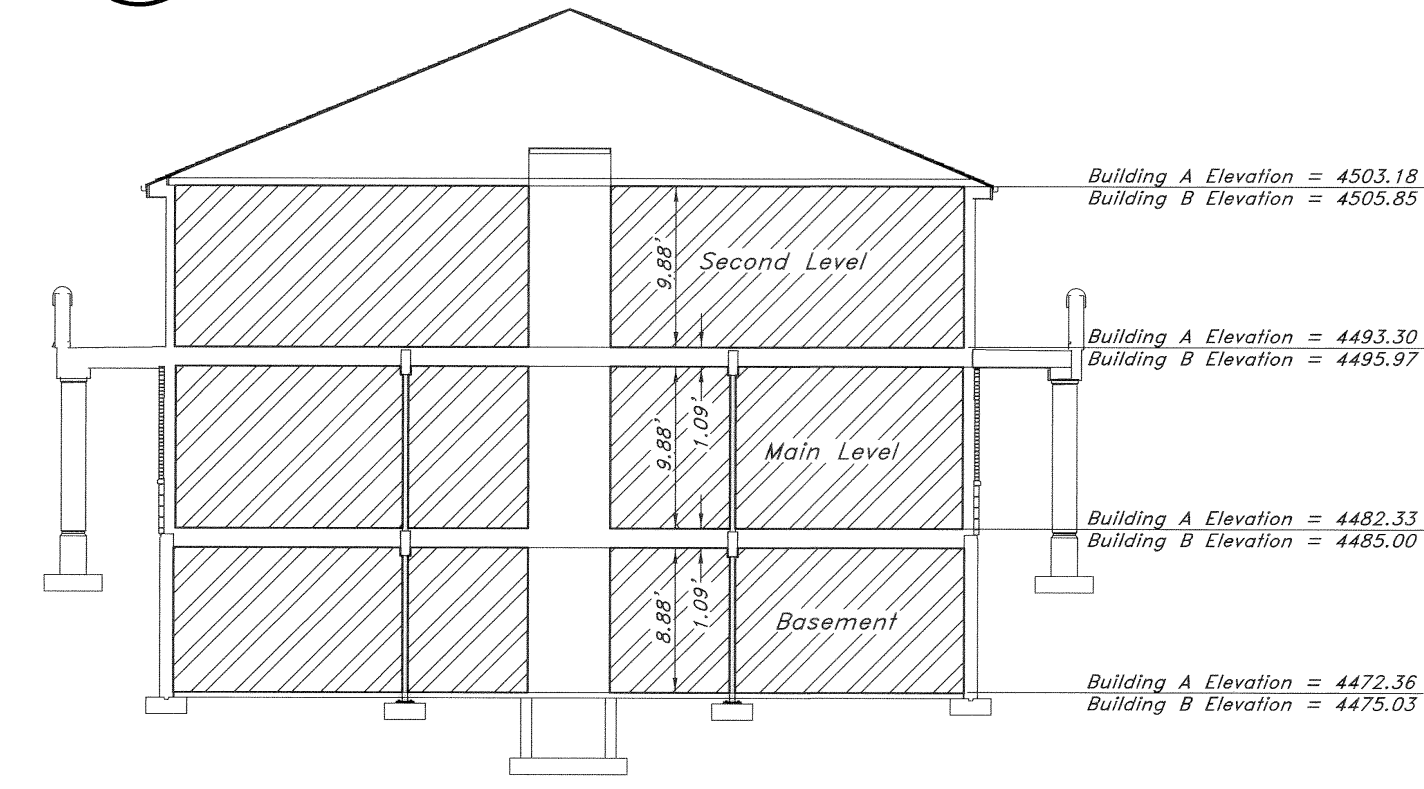 Building A Elevation = 4503.18
Building B Elevation = 4505.85
9.88'
Second Level
Building A Elevation = 4493.30
Building B Elevation = 4495.97
9.88'
1.09'
Main Level
Building A Elevation = 4482.33
Building B Elevation = 4485.00
8.88'
1.09'
Basement
Building A Elevation = 4472.36
Building B Elevation = 4475.03